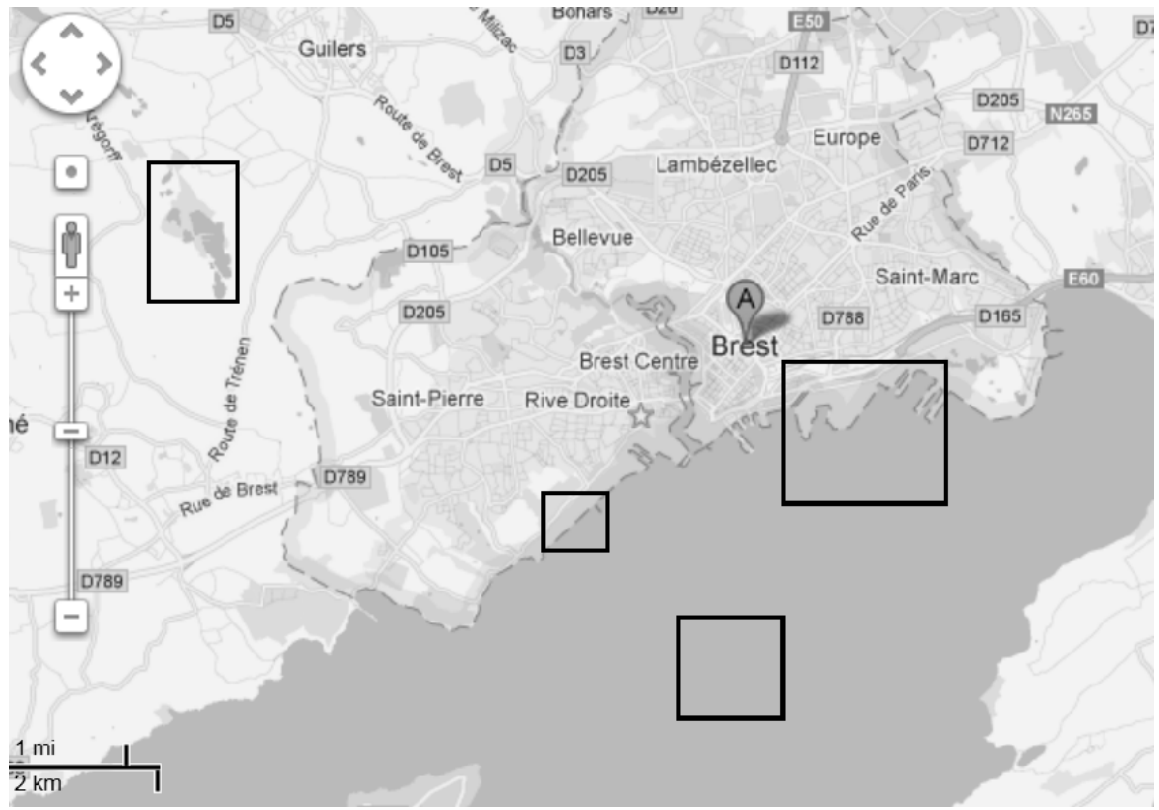 D5
Milizac
Bohars
D26
E50
Guilers
D3
D112
D205
N265
Route de Brest
Europe
D712
D5
D205
Lambézellec
Rue de Paris
Bellevue
D105
Saint-Marc
E60
D205
A
D788
D165
Brest
Brest Centre
Route de Trénen
Saint-Pierre
Rive Droite
né
D12
D789
Rue de Brest
D789
1 mi
2 km